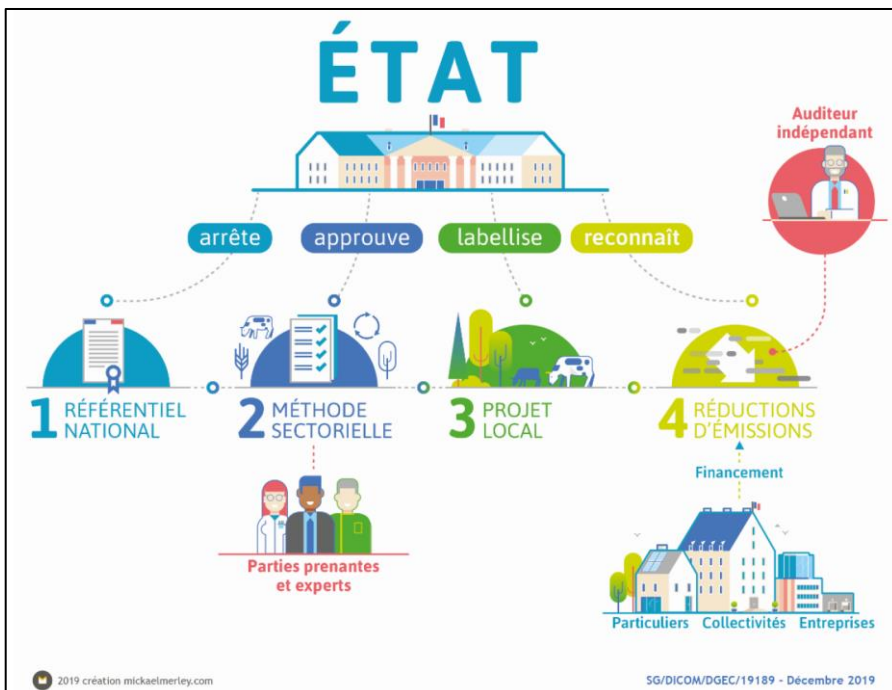 ÉTAT
Auditeur
indépendant
arrête
approuve
labellise
reconnaît
1 RÉFÉRENTIEL
NATIONAL
2 MÉTHODE
SECTORIELLE
3 PROJET
LOCAL
4 RÉDUCTIONS
D'ÉMISSIONS
Financement
Parties prenantes
et experts
Particuliers
Collectivités
Entreprises
2019 création mickaelmerley.com
SG/DICOM/DGEC/19189 - Décembre 2019